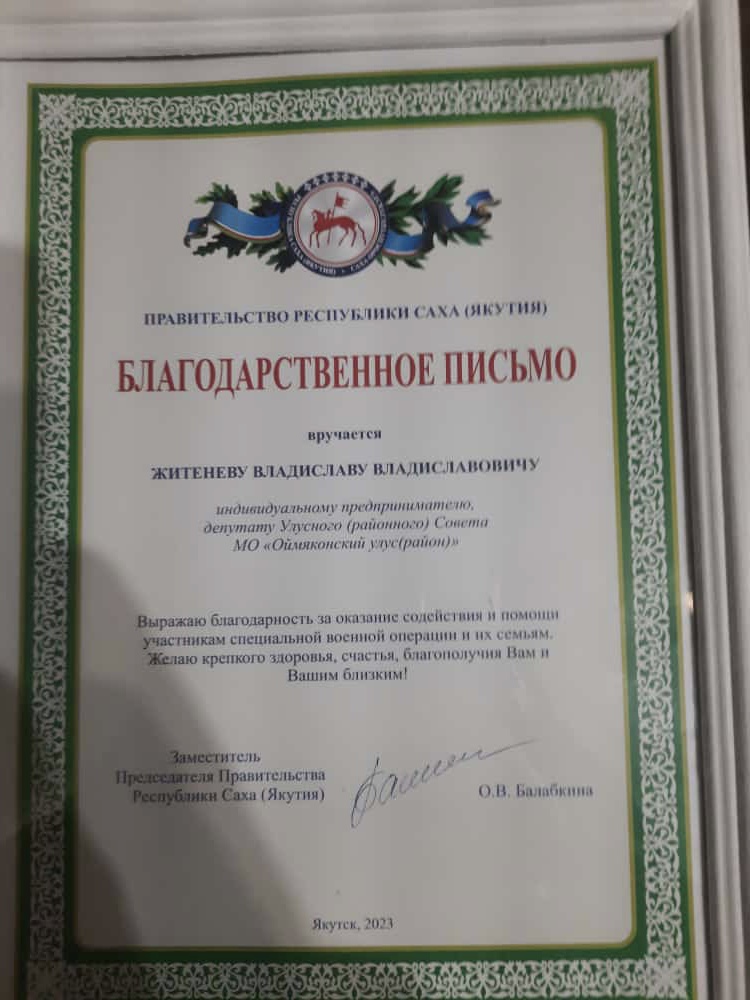 ПРАВИТЕЛЬСТВО РЕСПУБЛИКИ САХА (ЯКУТИЯ)
БЛАГОДАРСТВЕННОЕ ПИСЬМО
вручается
ЖИТЕНЕВУ ВЛАДИСЛАВУ ВЛАДИСЛАВОВИЧУ
индивидуальному предпринимателю,
депутату Улусного (районного) Совета
МО «Оймяконский улус(район)»
Выражаю благодарность за оказание содействия и помощи
участникам специальной военной операции и их семьям.
Желаю крепкого здоровья, счастья, благополучия Вам и
Вашим близким!
Заместитель
Председателя Правительства
Республики Саха (Якутия)
О.В. Балабкина
Якутск, 2023